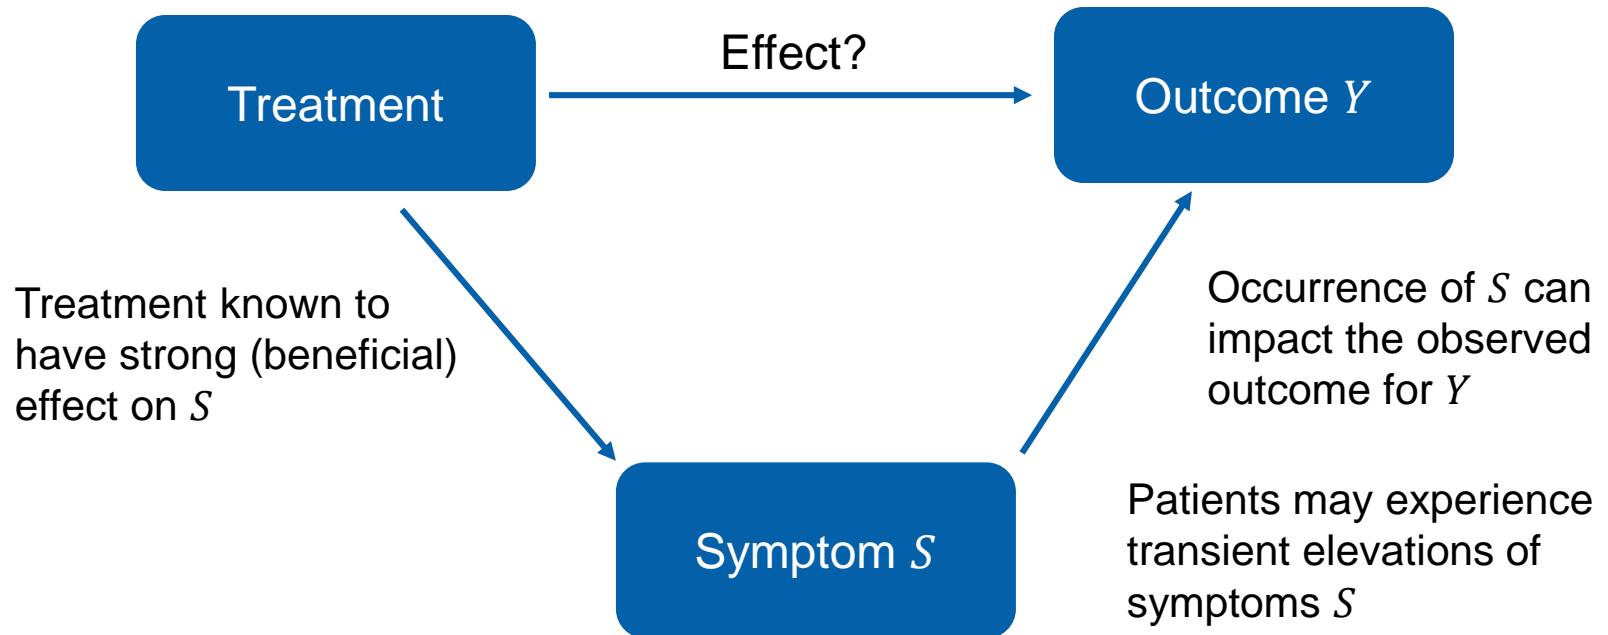 Treatment
Effect?
Outcome Y
Treatment known to
have strong (beneficial)
effect on S
Occurrence of S can
impact the observed
outcome for Y
Patients may experience
transient elevations of
symptoms S
Symptom S